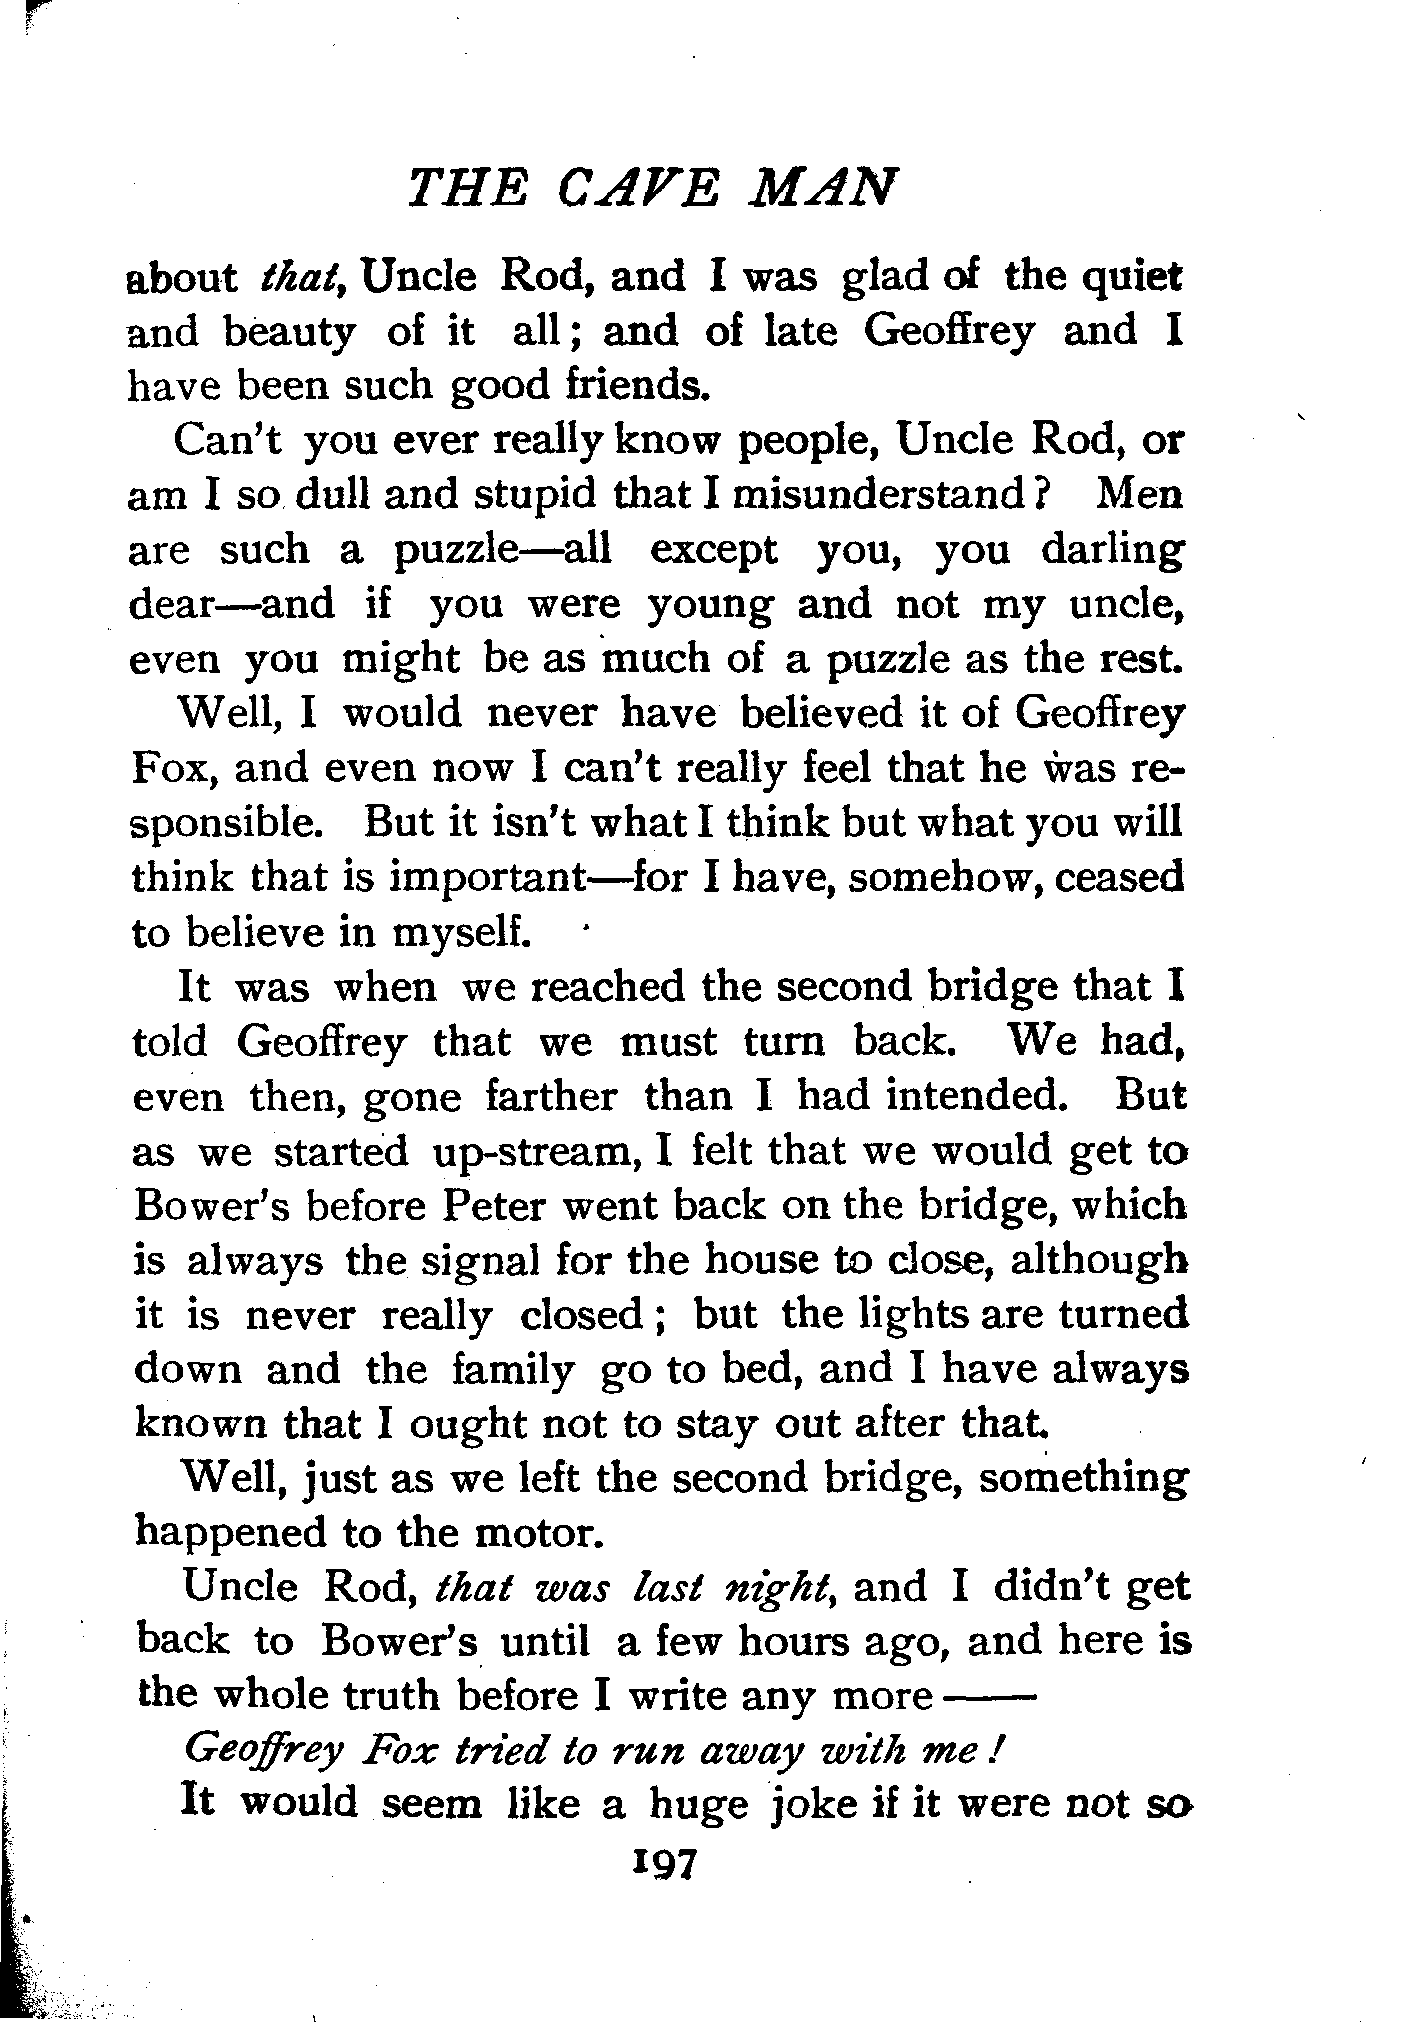 THE CAVE MAN
about that, Uncle Rod, and I was glad of the quiet
and beauty of it all; and of late Geoffrey and I
have been such good friends.
Can't you ever really know people, Uncle Rod, or
am I so dull and stupid that I misunderstand? Men
are such a puzzle—all except you, you darling
dear—and if you were young and not my uncle,
even you might be as much of a puzzle as the rest.
Well, I would never have believed it of Geoffrey
Fox, and even now I can't really feel that he was re-
sponsible. But it isn't what I think but what you will
think that is important—for I have, somehow, ceased
to believe in myself.
It was when we reached the second bridge that I
told Geoffrey that we must turn back. We had,
even then, gone farther than I had intended. But
as we started up-stream, I felt that we would get to
Bower's before Peter went back on the bridge, which
is always the signal for the house to close, although
it is never really closed; but the lights are turned
down and the family go to bed, and I have always
known that I ought not to stay out after that.
Well, just as we left the second bridge, something
happened to the motor.
Uncle Rod, that was last night, and I didn't get
back to Bower's until a few hours ago, and here is
the whole truth before I write any more——
Geoffrey Fox tried to run away with me!
It would seem like a huge joke if it were not so
197